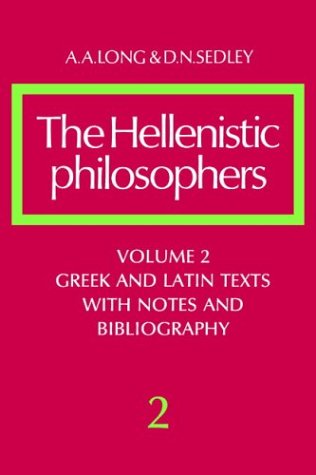 A.A.LONG & D.N.SEDLEY
The Hellenistic
philosophers
VOLUME 2
GREEK AND LATIN TEXTS
WITH NOTES AND
BIBLIOGRAPHY
2